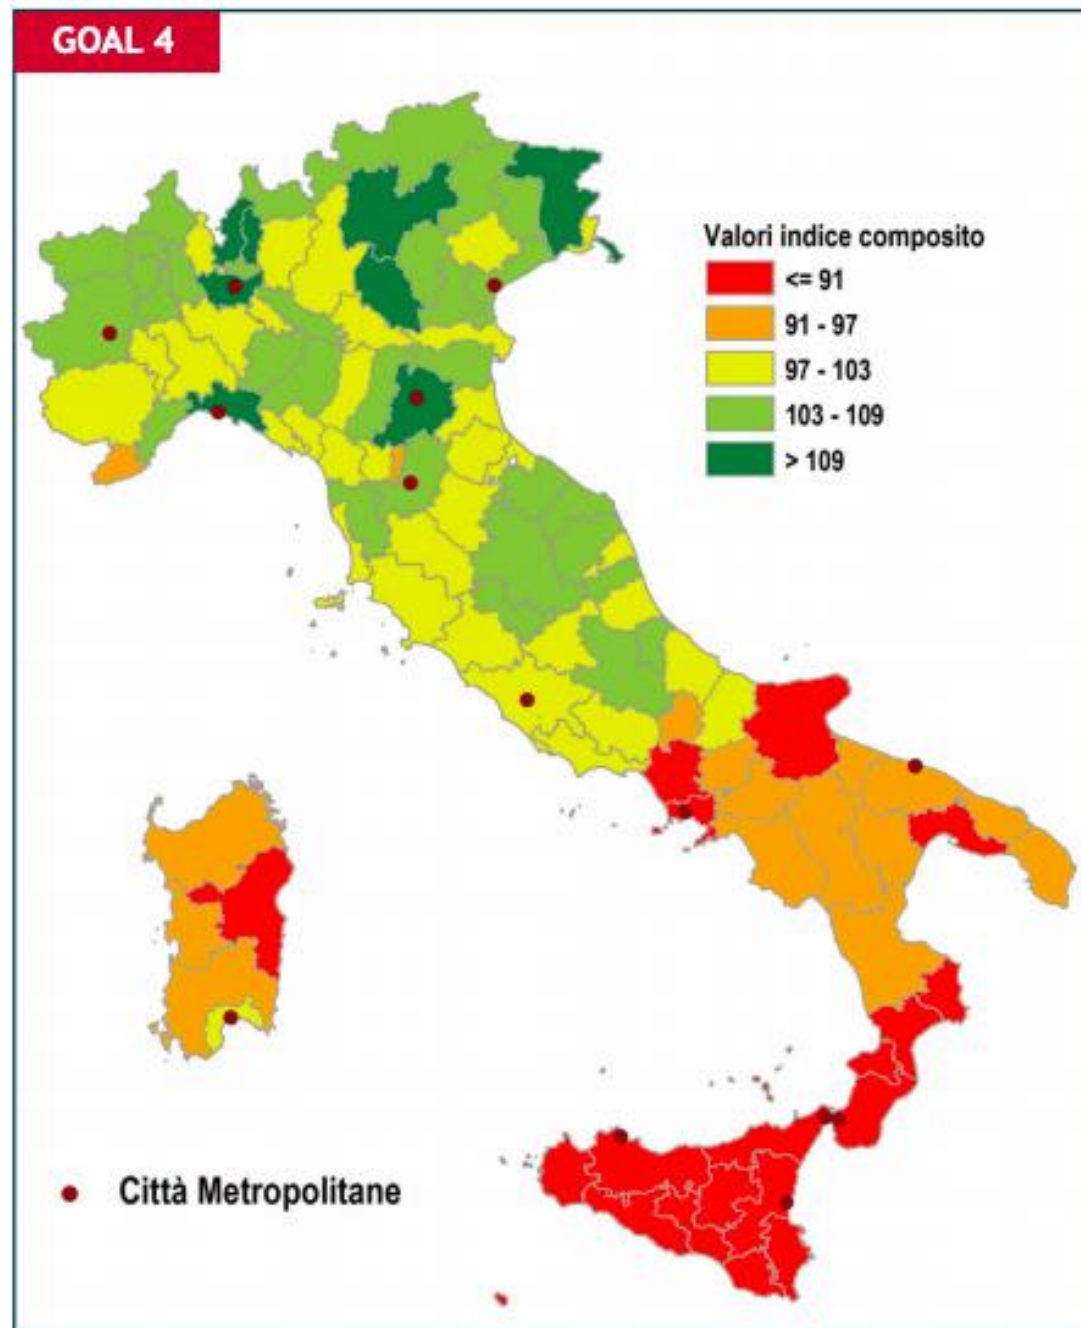 GOAL 4
Valori indice composito
<= 91
91 - 97
97 - 103
103 - 109
> 109
Città Metropolitane